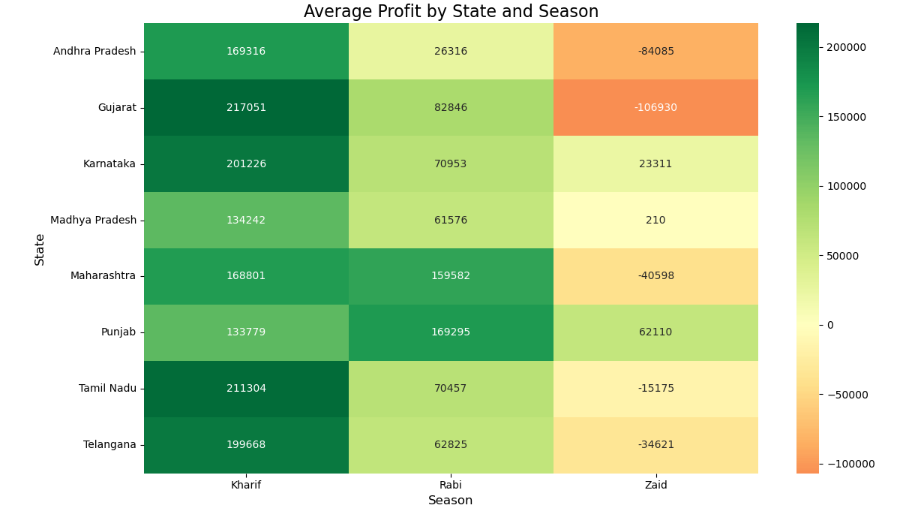 Average Profit by State and Season
State
Andhra Pradesh 169316 26316 -84085
Gujarat 217051 82846 -106930
Karnataka 201226 70953 23311
Madhya Pradesh 134242 61576 210
Maharashtra 168801 159582 -40598
Punjab 133779 169295 62110
Tamil Nadu 211304 70457 -15175
Telangana 199668 62825 -34621
Kharif Rabi Zaid
Season
200000
150000
100000
50000
0
−50000
−100000